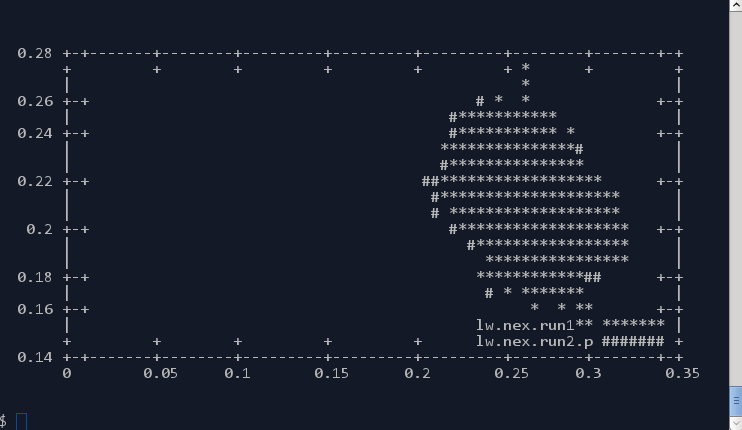 0.28 +-+-------+--------+---------+---------+---------+--------+-------+-+
+ + + + + + * + +
| * |
0.26 +-+ # * * +-+
| #*********** |
0.24 +-+ #*********** * +-+
| ***************# |
| #*************** |
0.22 +-+ ##****************** +-+
| #******************** |
| # ******************* |
0.2 +-+ #******************* +-+
| #***************** |
| **************** |
0.18 +-+ ************## +-+
| # * ******* |
0.16 +-+ * * ** +-+
| lw.nex.run1** ******* |
+ + + + + lw.nex.run2.p ####### +
0.14 +-+-------+--------+---------+---------+---------+--------+-------+-+
0 0.05 0.1 0.15 0.2 0.25 0.3 0.35
$